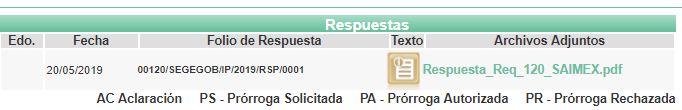 Respuestas
Edo. Fecha Folio de Respuesta Texto Archivos Adjuntos
20/05/2019 00120/SEGEGOB/IP/2019/RSP/0001 Respuesta_Req_120_SAIMEX.pdf
AC Aclaración PS - Prórroga Solicitada PA - Prórroga Autorizada PR - Prórroga Rechazada